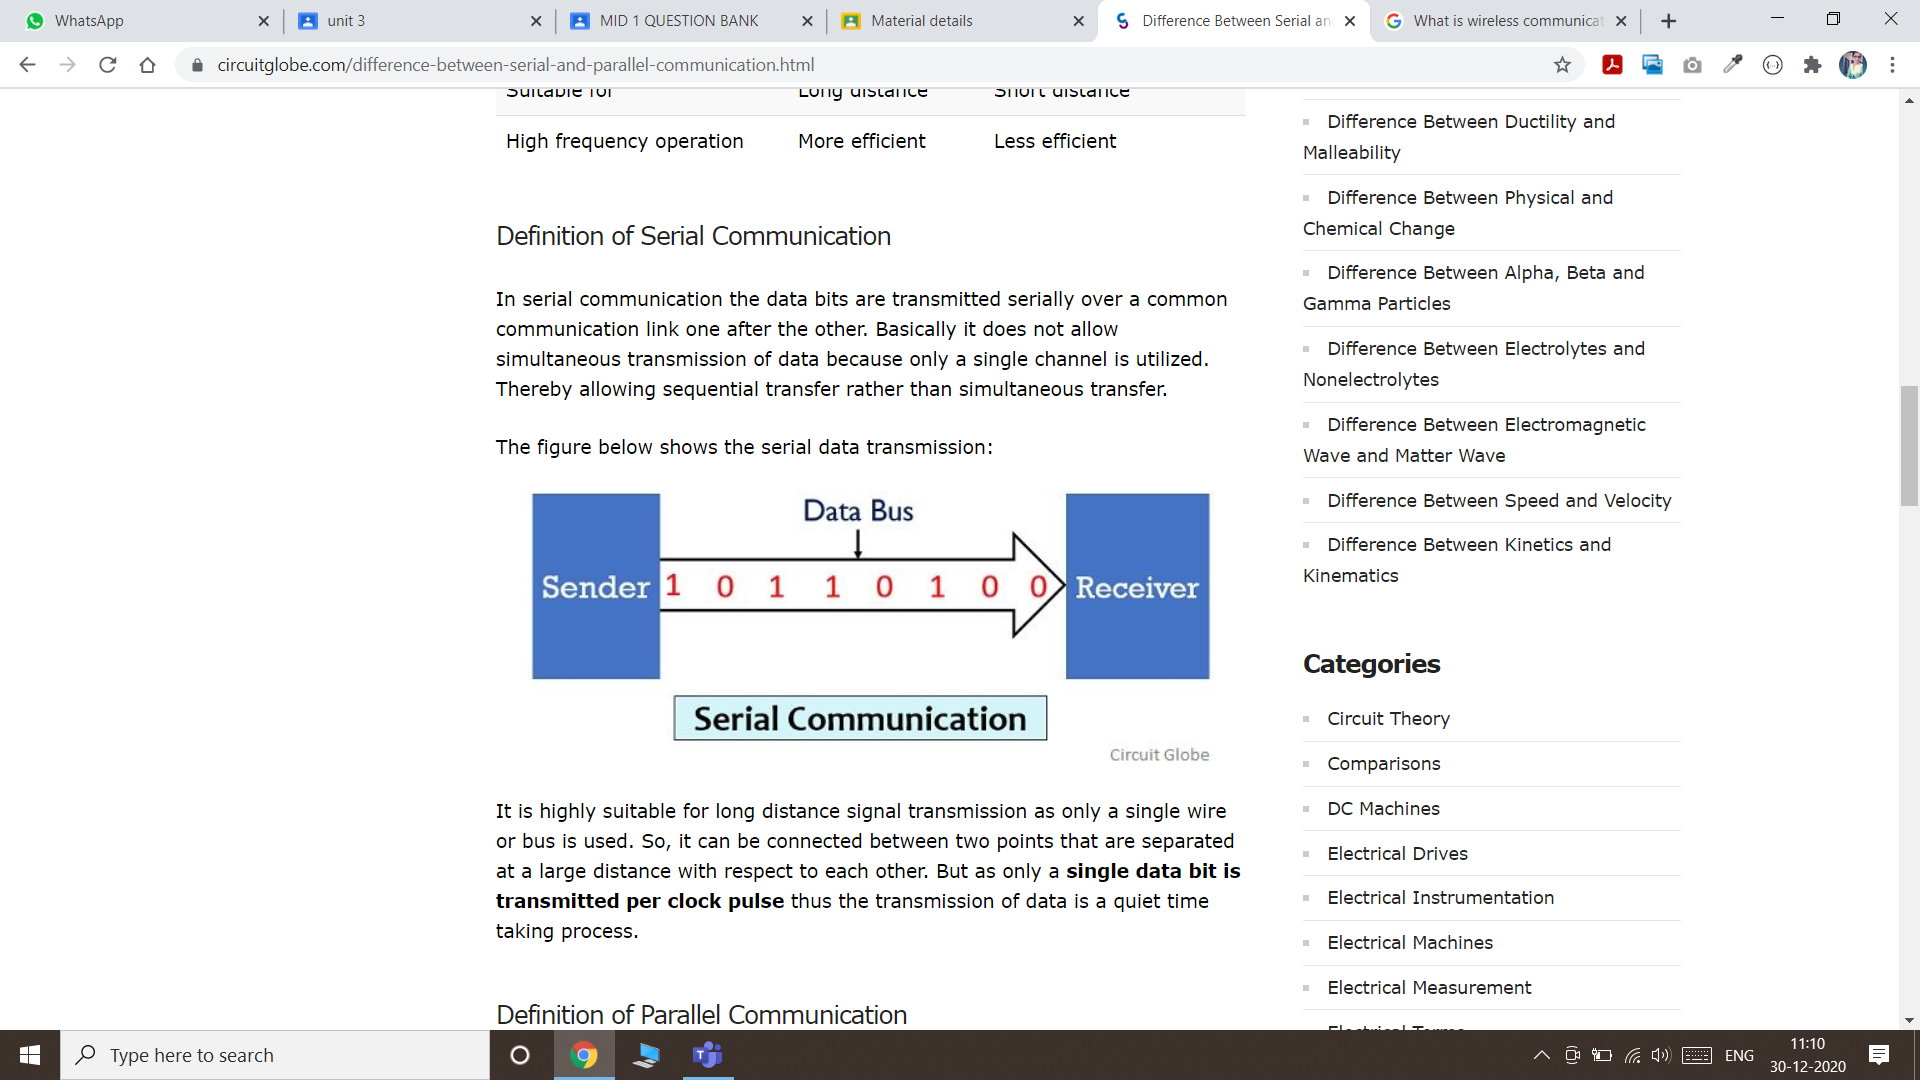 WhatsApp
unit 3
MID 1 QUESTION BANK
Material details
Difference Between Serial an
What is wireless communicat
circuitglobe.com/difference-between-serial-and-parallel-communication.html
Suitable for Long distance Short distance
High frequency operation More efficient Less efficient
Definition of Serial Communication
In serial communication the data bits are transmitted serially over a common
communication link one after the other. Basically it does not allow
simultaneous transmission of data because only a single channel is utilized.
Thereby allowing sequential transfer rather than simultaneous transfer.
The figure below shows the serial data transmission:
Data Bus
Sender 1 0 1 1 0 1 0 0 Receiver
Serial Communication
Circuit Globe
It is highly suitable for long distance signal transmission as only a single wire
or bus is used. So, it can be connected between two points that are separated
at a large distance with respect to each other. But as only a single data bit is
transmitted per clock pulse thus the transmission of data is a quiet time
taking process.
Definition of Parallel Communication
Difference Between Ductility and
Malleability
Difference Between Physical and
Chemical Change
Difference Between Alpha, Beta and
Gamma Particles
Difference Between Electrolytes and
Nonelectrolytes
Difference Between Electromagnetic
Wave and Matter Wave
Difference Between Speed and Velocity
Difference Between Kinetics and
Kinematics
Categories
Circuit Theory
Comparisons
DC Machines
Electrical Drives
Electrical Instrumentation
Electrical Machines
Electrical Measurement
Electrical Terms
Type here to search
ENG
11:10
30-12-2020